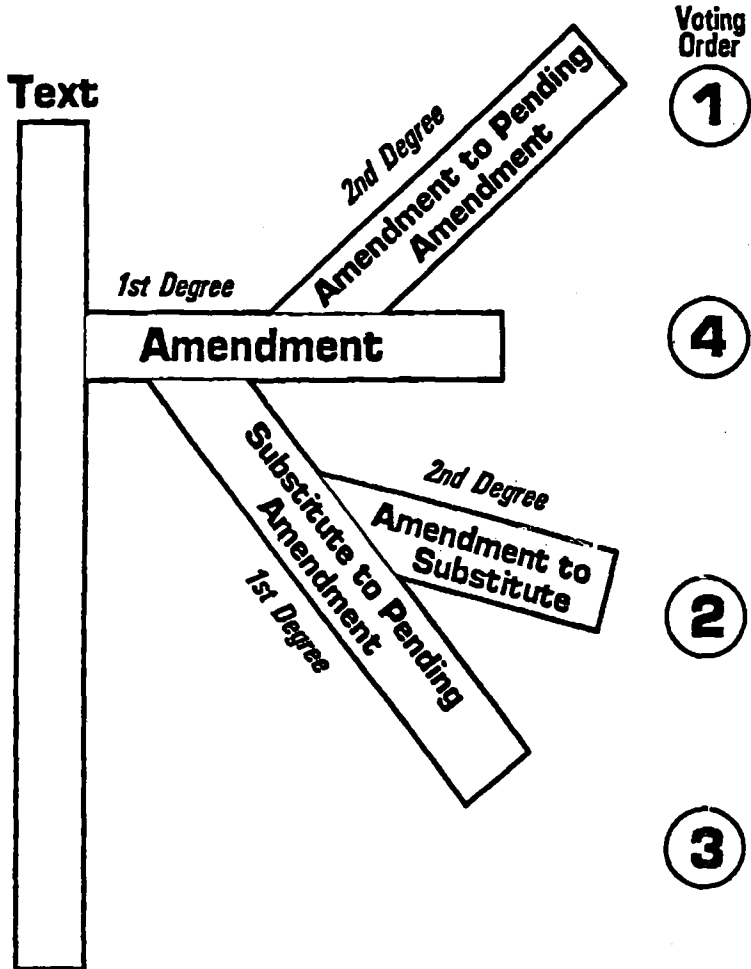 Voting
Order
Text
1
2nd Degree
Amendment to Pending
Amendment
1st Degree
Amendment
4
Substitute to Pending
Amendment
1st Degree
2nd Degree
Amendment to
Substitute
2
3